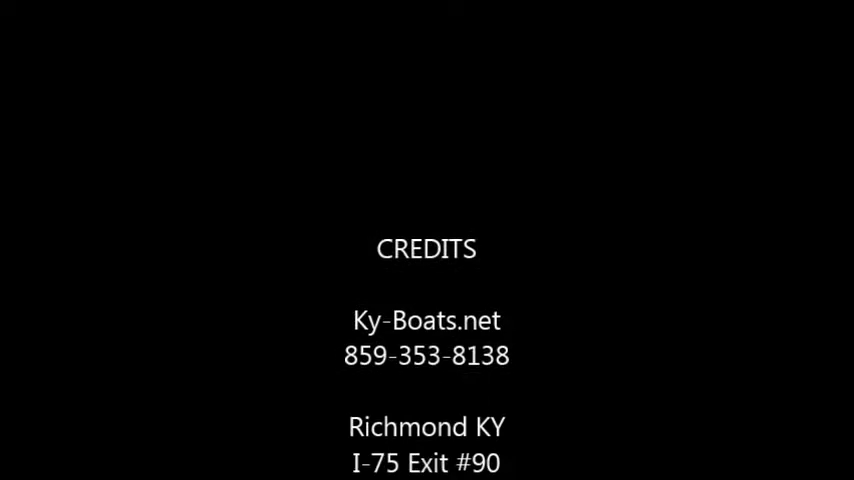 CREDITS
Ky-Boats.net
859-353-8138
Richmond KY
I-75 Exit #90